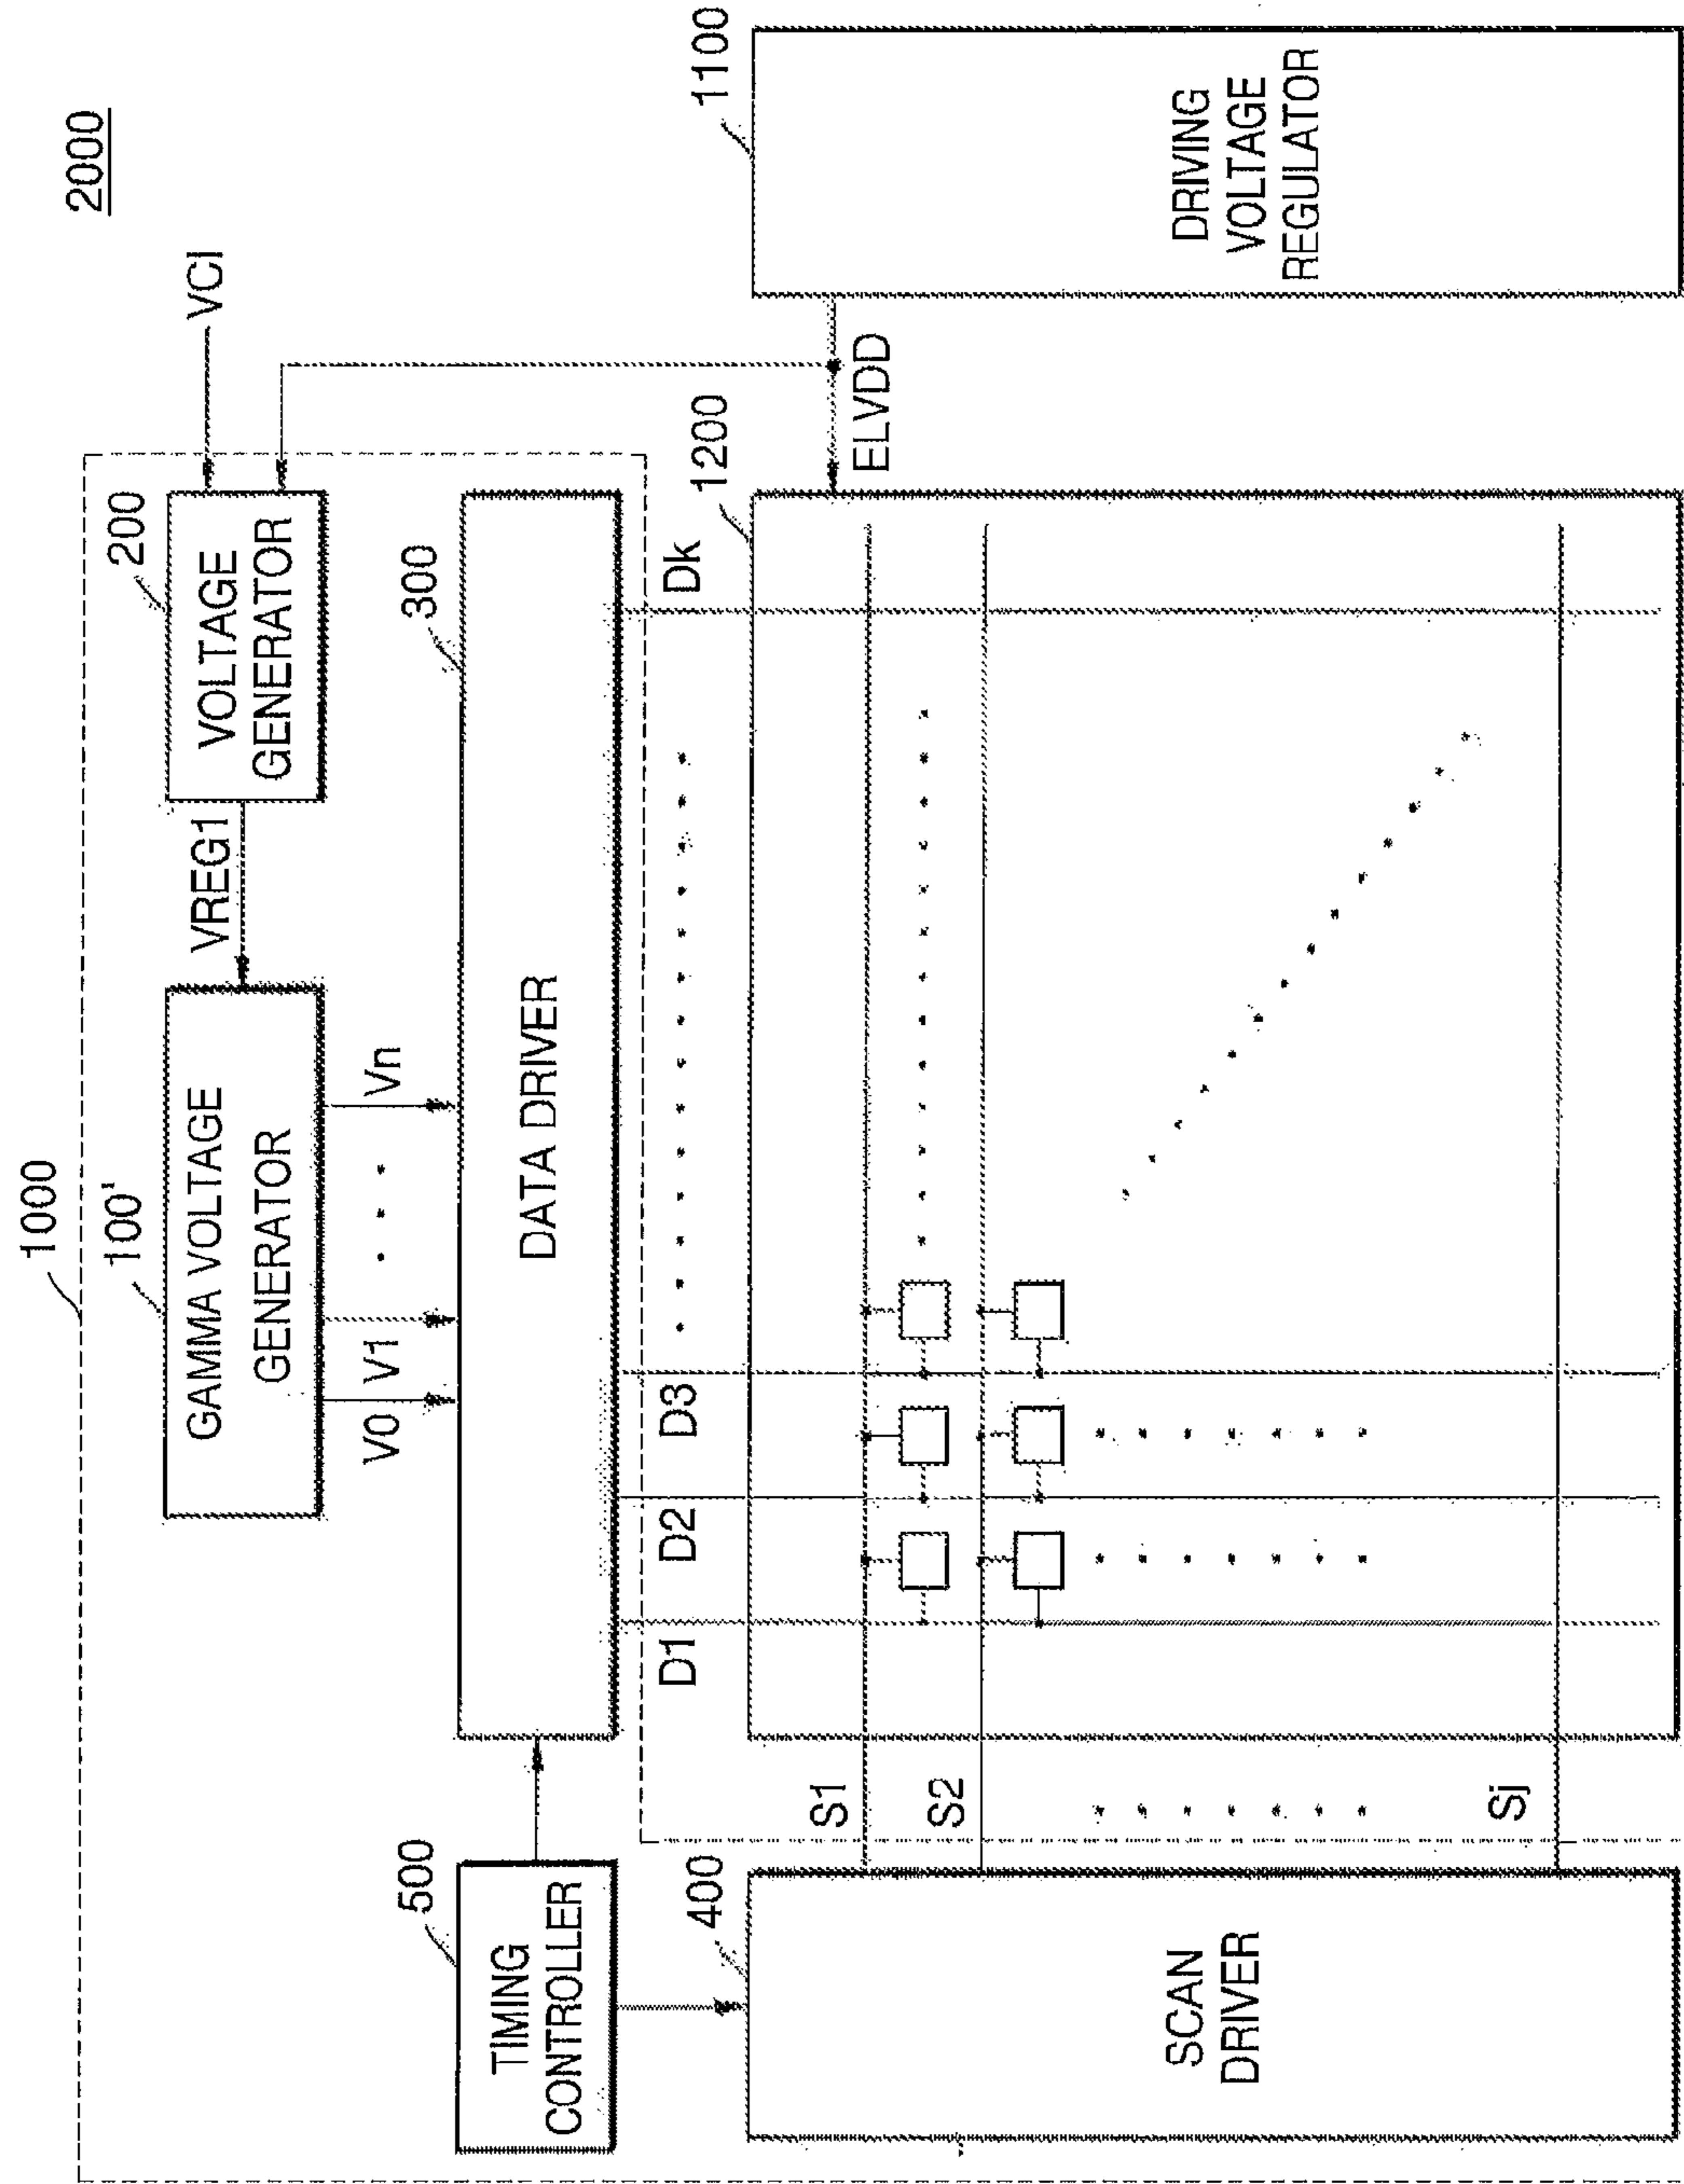 2000
1000
100'
GAMMA VOLTAGE
GENERATOR
VREG1
200
VOLTAGE
GENERATOR
VCI
V0
V1
Vn
500
TIMING
CONTROLLER
300
DATA DRIVER
D1
D2
D3
Dk
400
SCAN
DRIVER
S1
S2
Sj
1200
ELVDD
1100
DRIVING
VOLTAGE
REGULATOR